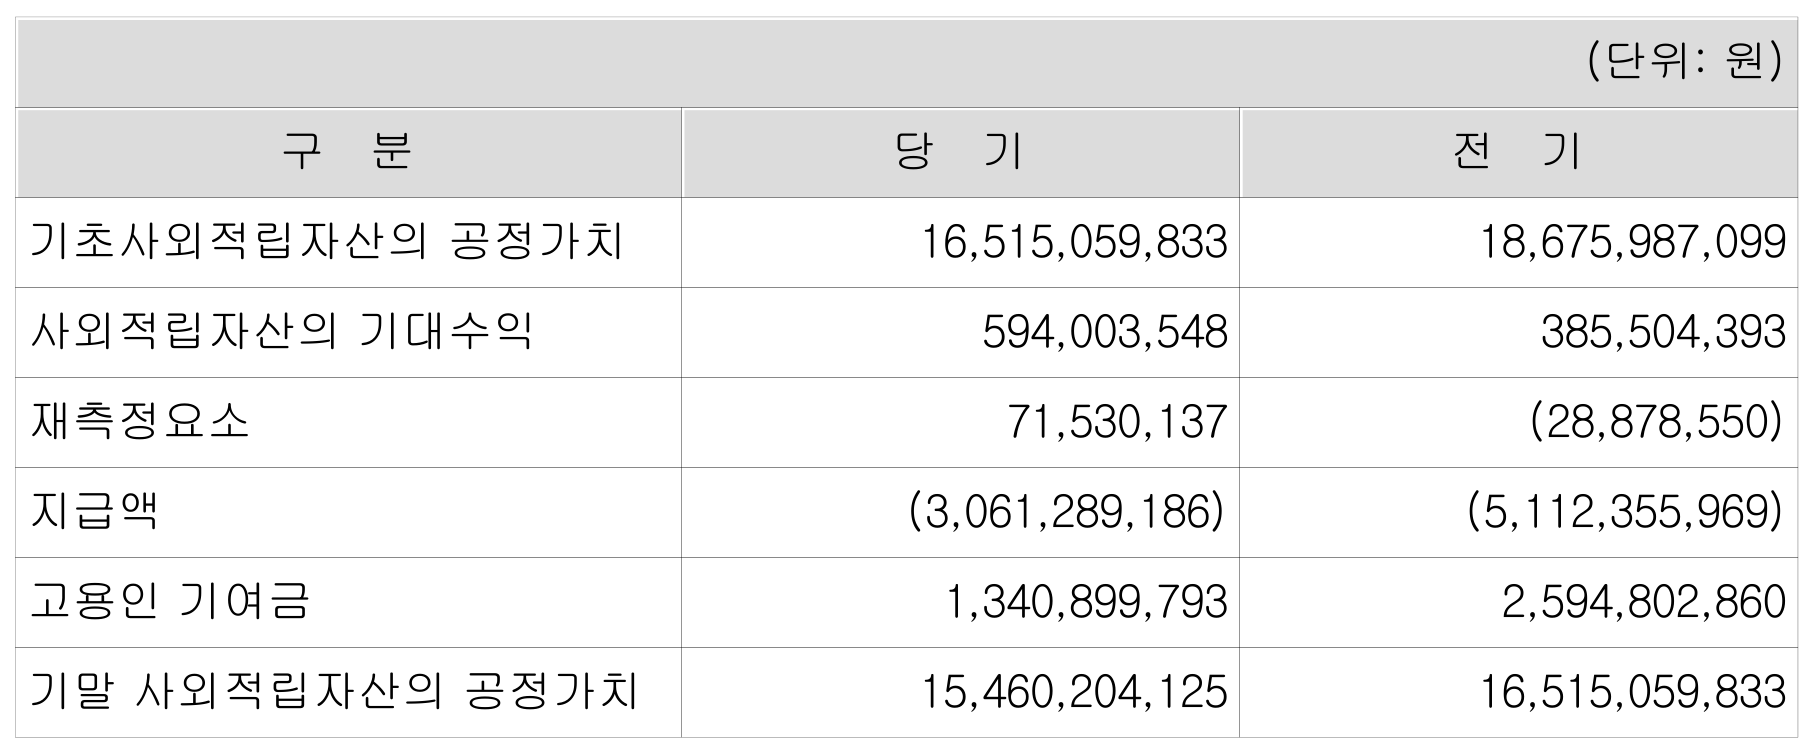 (단위: 원)
구 분 당 기 전 기
기초사외적립자산의 공정가치 16,515,059,833 18,675,987,099
사외적립자산의 기대수익 594,003,548 385,504,393
재측정요소 71,530,137 (28,878,550)
지급액 (3,061,289,186) (5,112,355,969)
고용인 기여금 1,340,899,793 2,594,802,860
기말 사외적립자산의 공정가치 15,460,204,125 16,515,059,833